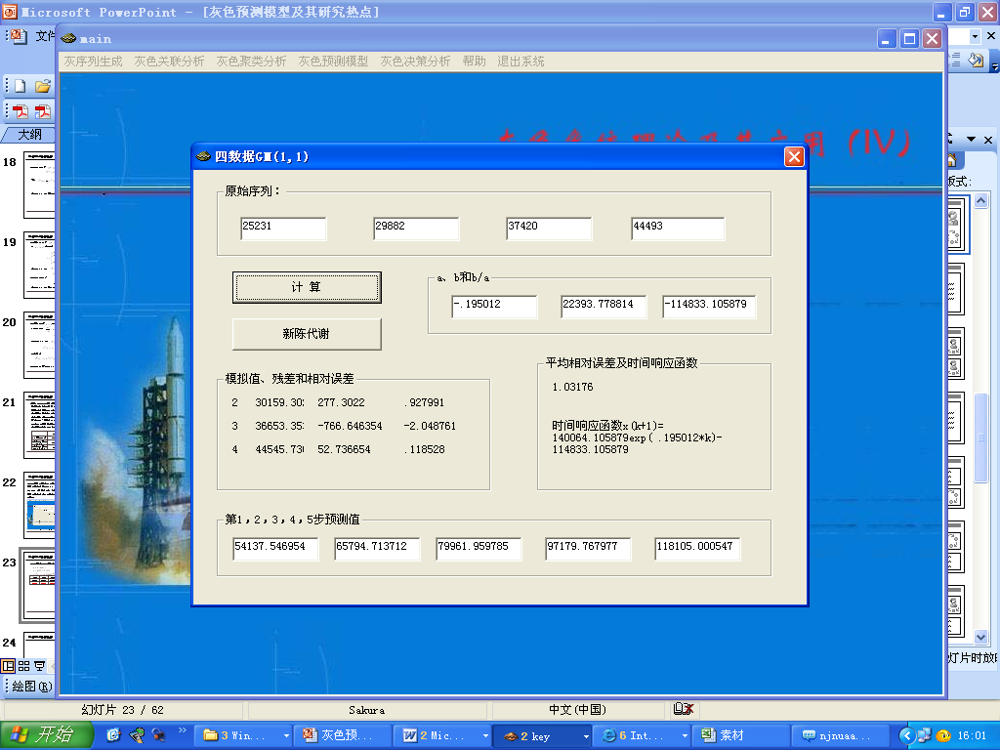 Microsoft PowerPoint - [灰色预测模型及其研究热点]
文件
main
灰序列生成 灰色关联分析 灰色聚类分析 灰色预测模型 灰色决策分析 帮助 退出系统
大纲
(IV)
版式:
四数据GM(1,1)
原始序列：
25231 29882 37420 44493
计 算
a、b和b/a
-.195012 22393.778814 -114833.105879
新陈代谢
模拟值、残差和相对误差
2 30159.30 277.3022 .927991
3 36653.35 -766.646354 -2.048761
4 44545.73 52.736654 .118528
平均相对误差及时间响应函数
1.03176
时间响应函数x(k+1)=
140064.105879exp( .195012*k)-
114833.105879
第1，2，3，4，5步预测值
54137.546954 65794.713712 79961.959785 97179.767977 118105.000547
18
19
20
21
22
23
24
绘图(R)
灯片时放
幻灯片 23 / 62 Sakura 中文(中国)
开始 3 Win... 灰色预... 2 Mic... 2 key 6 Int... 素材 njnuaa... 16:01